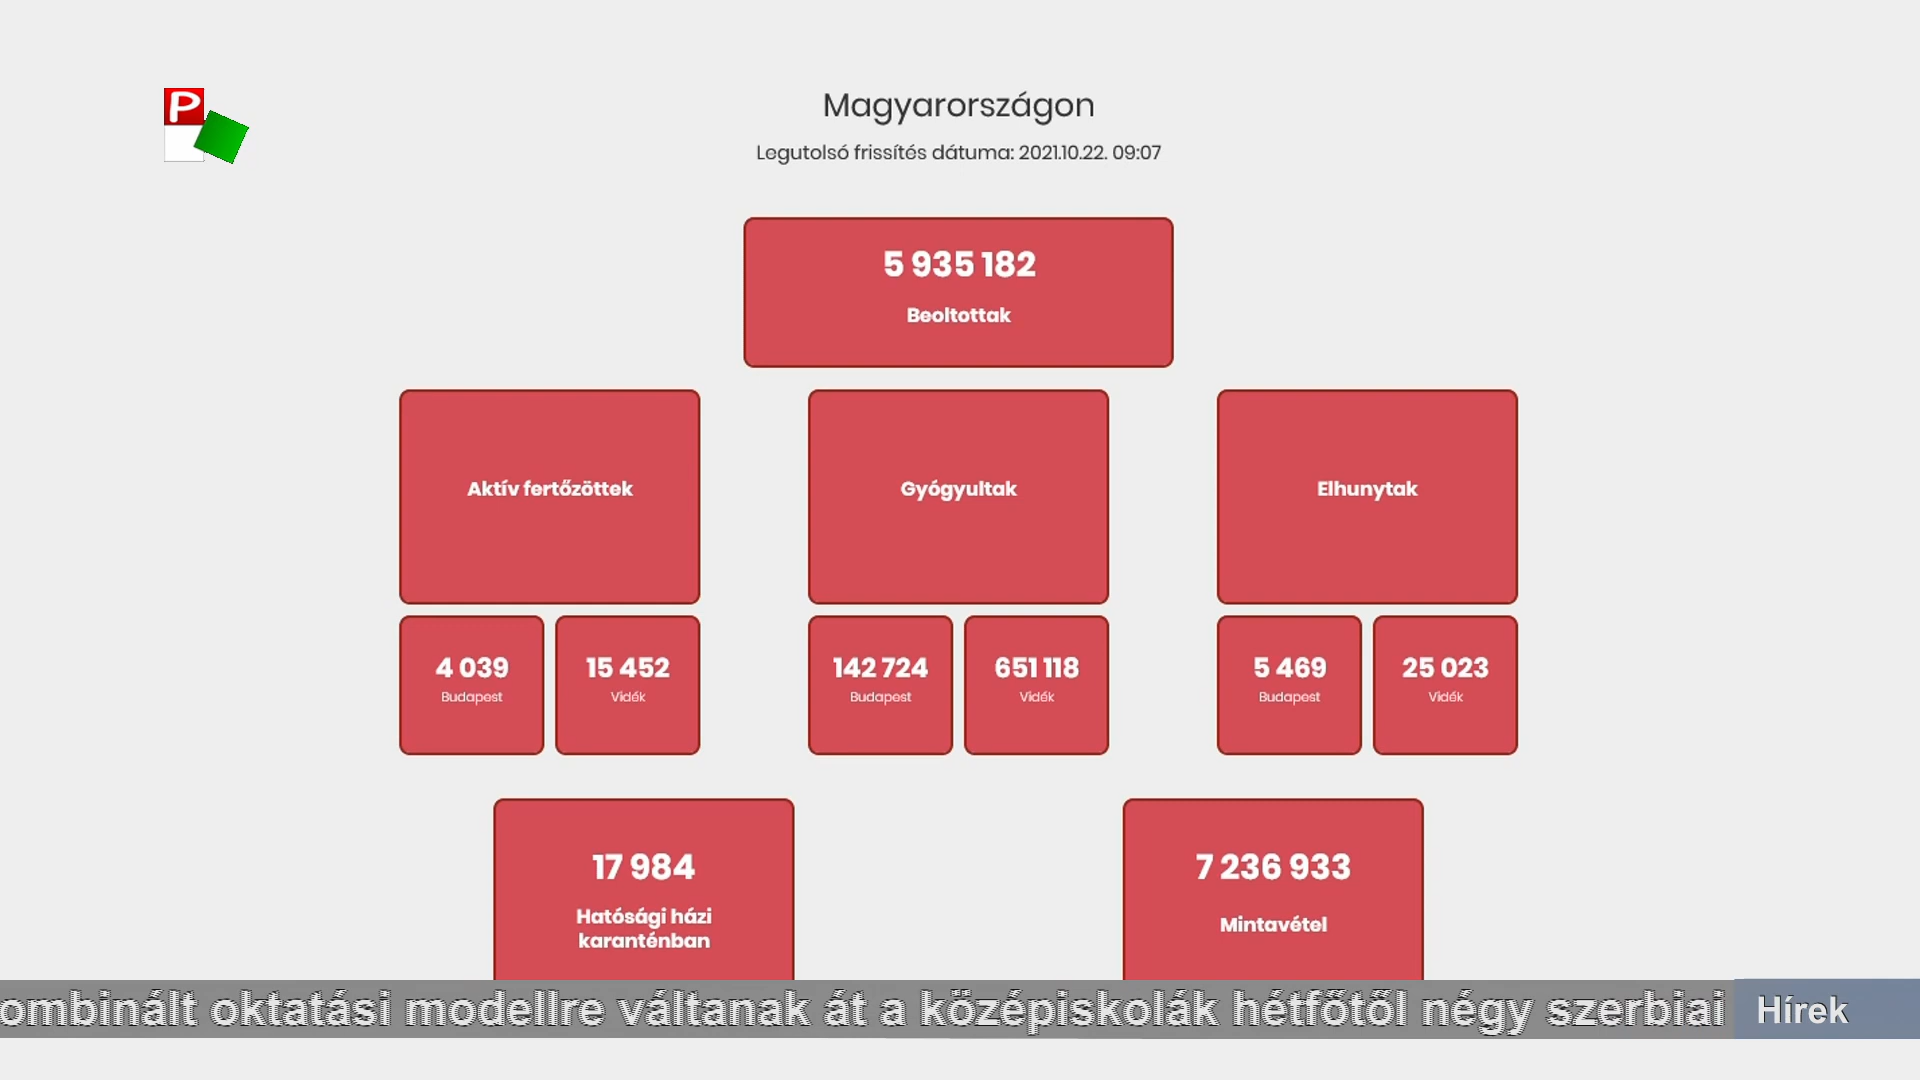 P
Magyarországon
Legutolsó frissítés dátuma: 2021.10.22. 09:07
5 935 182
Beoltottak
Aktív fertőzöttek
Gyógyultak
Elhunytak
4 039
Budapest
15 452
Vidék
142 724
Budapest
651 118
Vidék
5 469
Budapest
25 023
Vidék
17 984
Hatósági házi
karanténban
7 236 933
Mintavétel
ombinált oktatási modellre váltanak át a középiskolák hétfőtől négy szerbiai
Hírek